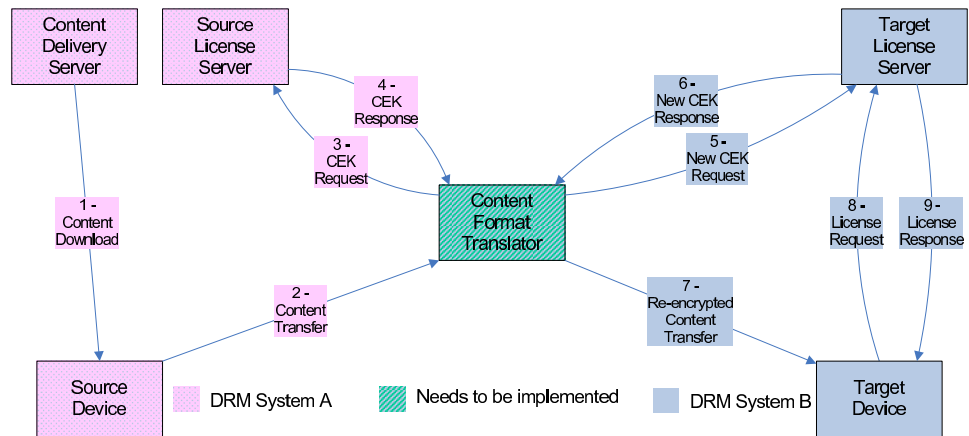 Content
Delivery
Server
Source
License
Server
Target
License
Server
4 -
CEK
Response
6 -
New CEK
Response
3 -
CEK
Request
5 -
New CEK
Request
Content
Format
Translator
1 -
Content
Download
8 -
License
Request
9 -
License
Response
2 -
Content
Transfer
7 -
Re-encrypted
Content
Transfer
Source
Device
DRM System A
Needs to be implemented
DRM System B
Target
Device